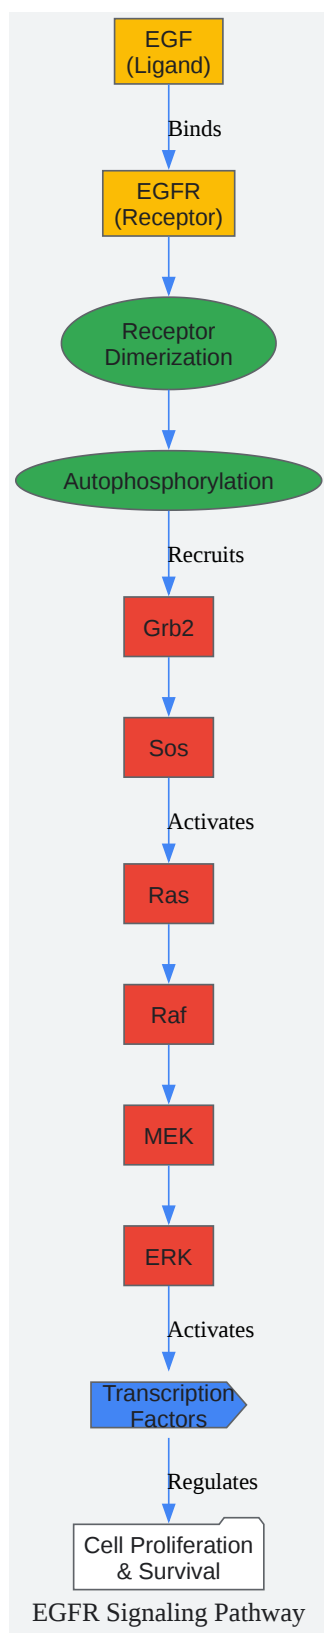 EGF
(Ligand)
Binds
EGFR
(Receptor)
Receptor
Dimerization
Autophosphorylation
Recruits
Grb2
Sos
Activates
Ras
Raf
MEK
ERK
Activates
Transcription
Factors
Regulates
Cell Proliferation
& Survival
EGFR Signaling Pathway